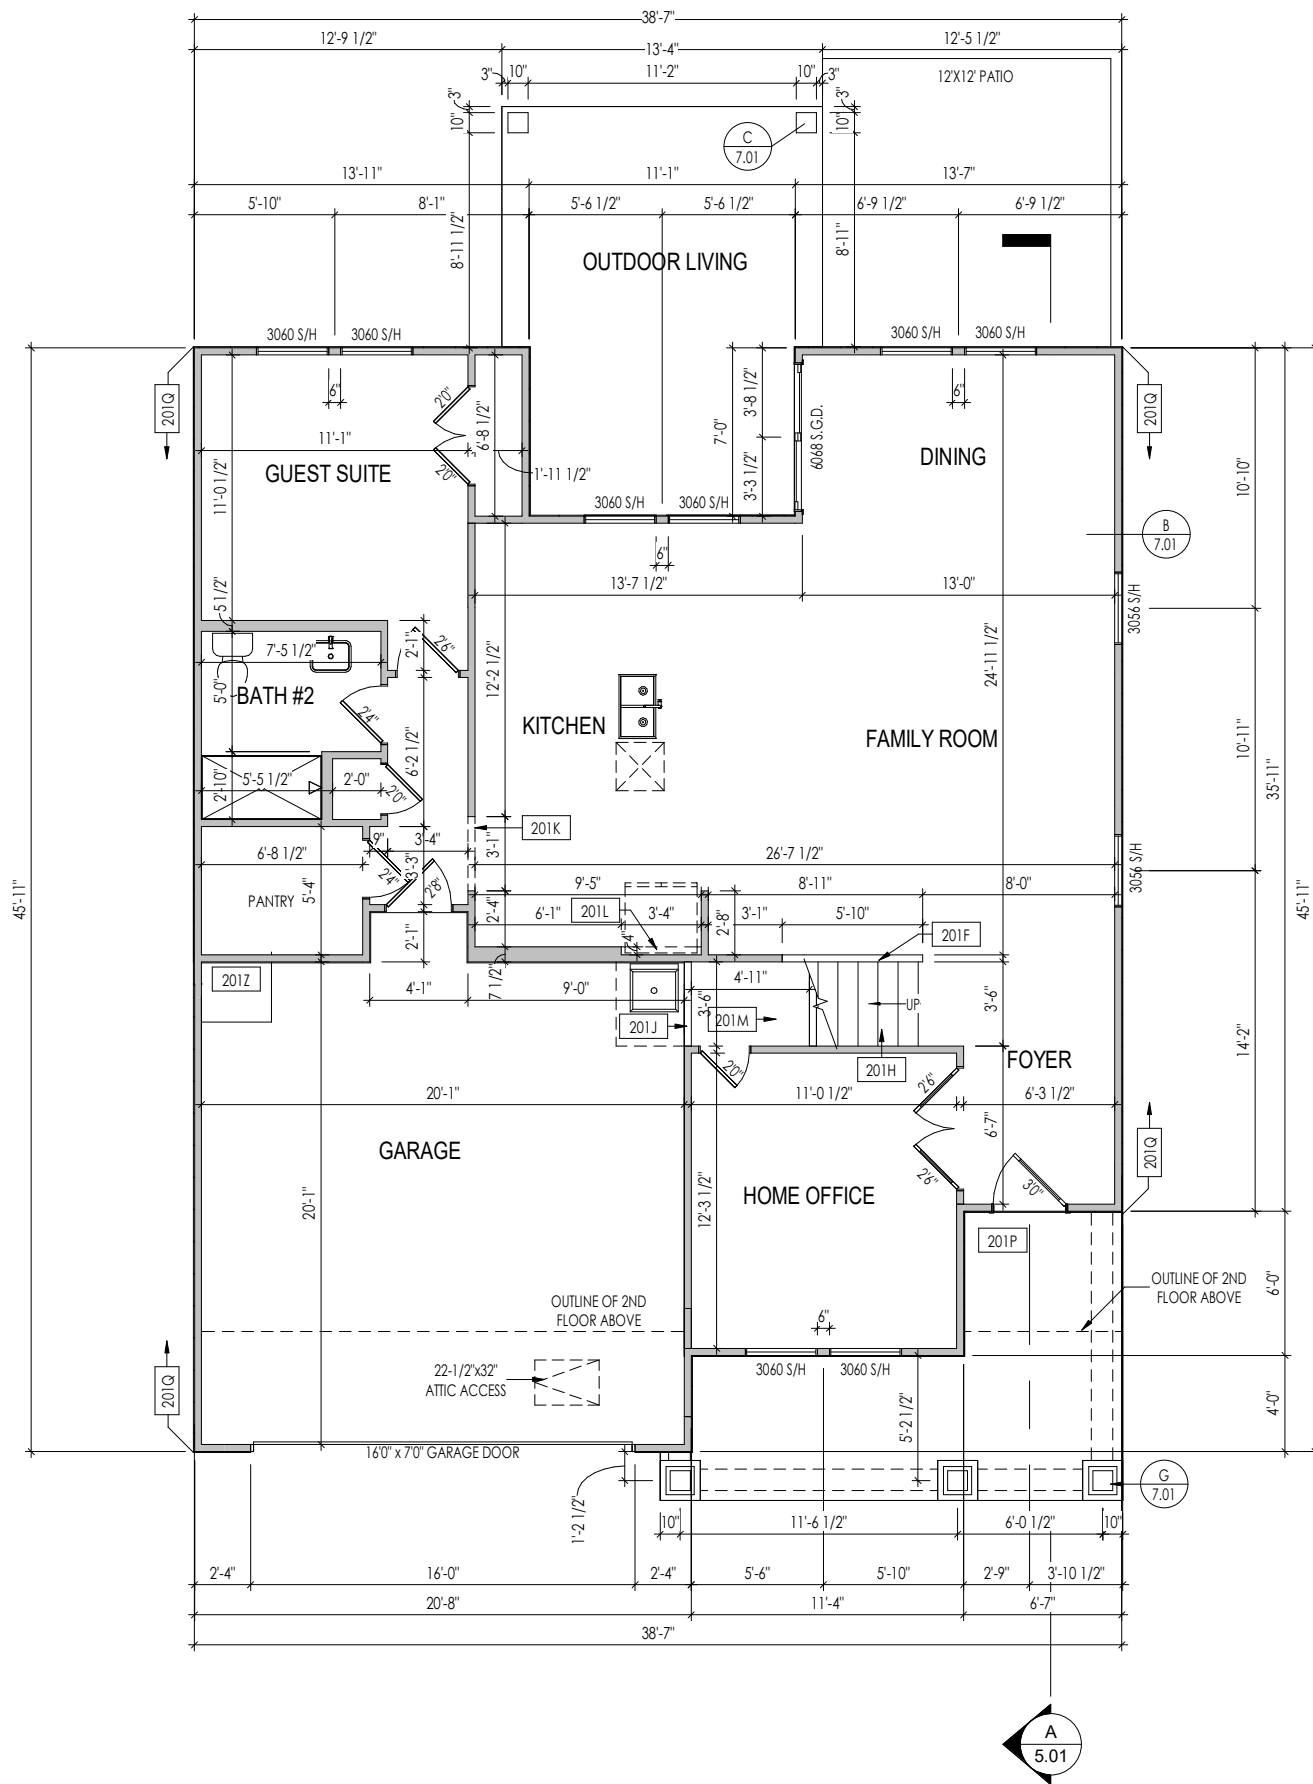 38'-7"
12'-9 1/2"
13'-4"
12'-5 1/2"
3"
10"
11'-2"
10"
3"
12'X12' PATIO
3"
10"
3"
10"
C
7.01
13'-11"
11'-1"
13'-7"
5'-10"
8'-1"
5'-6 1/2"
5'-6 1/2"
6'-9 1/2"
6'-9 1/2"
8'-11 1/2"
8'-11"
OUTDOOR LIVING
3060 S/H
3060 S/H
3060 S/H
3060 S/H
201Q
6"
2'0"
6'-8 1/2"
7'-0"
3'-8 1/2"
6"
201Q
11'-1"
2'0"
1'-11 1/2"
3'-3 1/2"
6068 S.G.D.
DINING
GUEST SUITE
11'-0 1/2"
10'-10"
3060 S/H
3060 S/H
6"
B
7.01
13'-7 1/2"
13'-0"
5 1/2"
3056 S/H
2'-1"
2'6"
7'-5 1/2"
12'-2 1/2"
24'-11 1/2"
5'-0"
BATH #2
2'4"
KITCHEN
FAMILY ROOM
6'-2 1/2"
10'-11"
35'-11"
2'-10"
5'-5 1/2"
2'-0"
2'0"
201K
9"
3'-4"
3'-1"
6'-8 1/2"
3'-3"
26'-7 1/2"
3056 S/H
2'4"
2'8"
9'-5"
8'-11"
8'-0"
PANTRY
5'-4"
2'-4"
6'-1"
201L
3'-4"
2'-8"
3'-1"
5'-10"
201F
45'-11"
45'-11"
2'-1"
4"
201Z
7 1/2"
4'-1"
9'-0"
4'-11"
3'-6"
UP
3'-6"
201J
201M
14'-2"
2'0"
201H
FOYER
2'6"
20'-1"
11'-0 1/2"
6'-3 1/2"
6'-7"
GARAGE
2'6"
3'0"
201Q
HOME OFFICE
20'-1"
12'-3 1/2"
201P
OUTLINE OF 2ND
FLOOR ABOVE
6'-0"
OUTLINE OF 2ND
FLOOR ABOVE
6"
22-1/2"x32"
ATTIC ACCESS
3060 S/H
3060 S/H
201Q
5'-2 1/2"
4'-0"
16'0" x 7'0" GARAGE DOOR
G
7.01
1'-2 1/2"
10"
11'-6 1/2"
6'-0 1/2"
10"
2'-4"
16'-0"
2'-4"
5'-6"
5'-10"
2'-9"
3'-10 1/2"
20'-8"
11'-4"
6'-7"
38'-7"
A
5.01